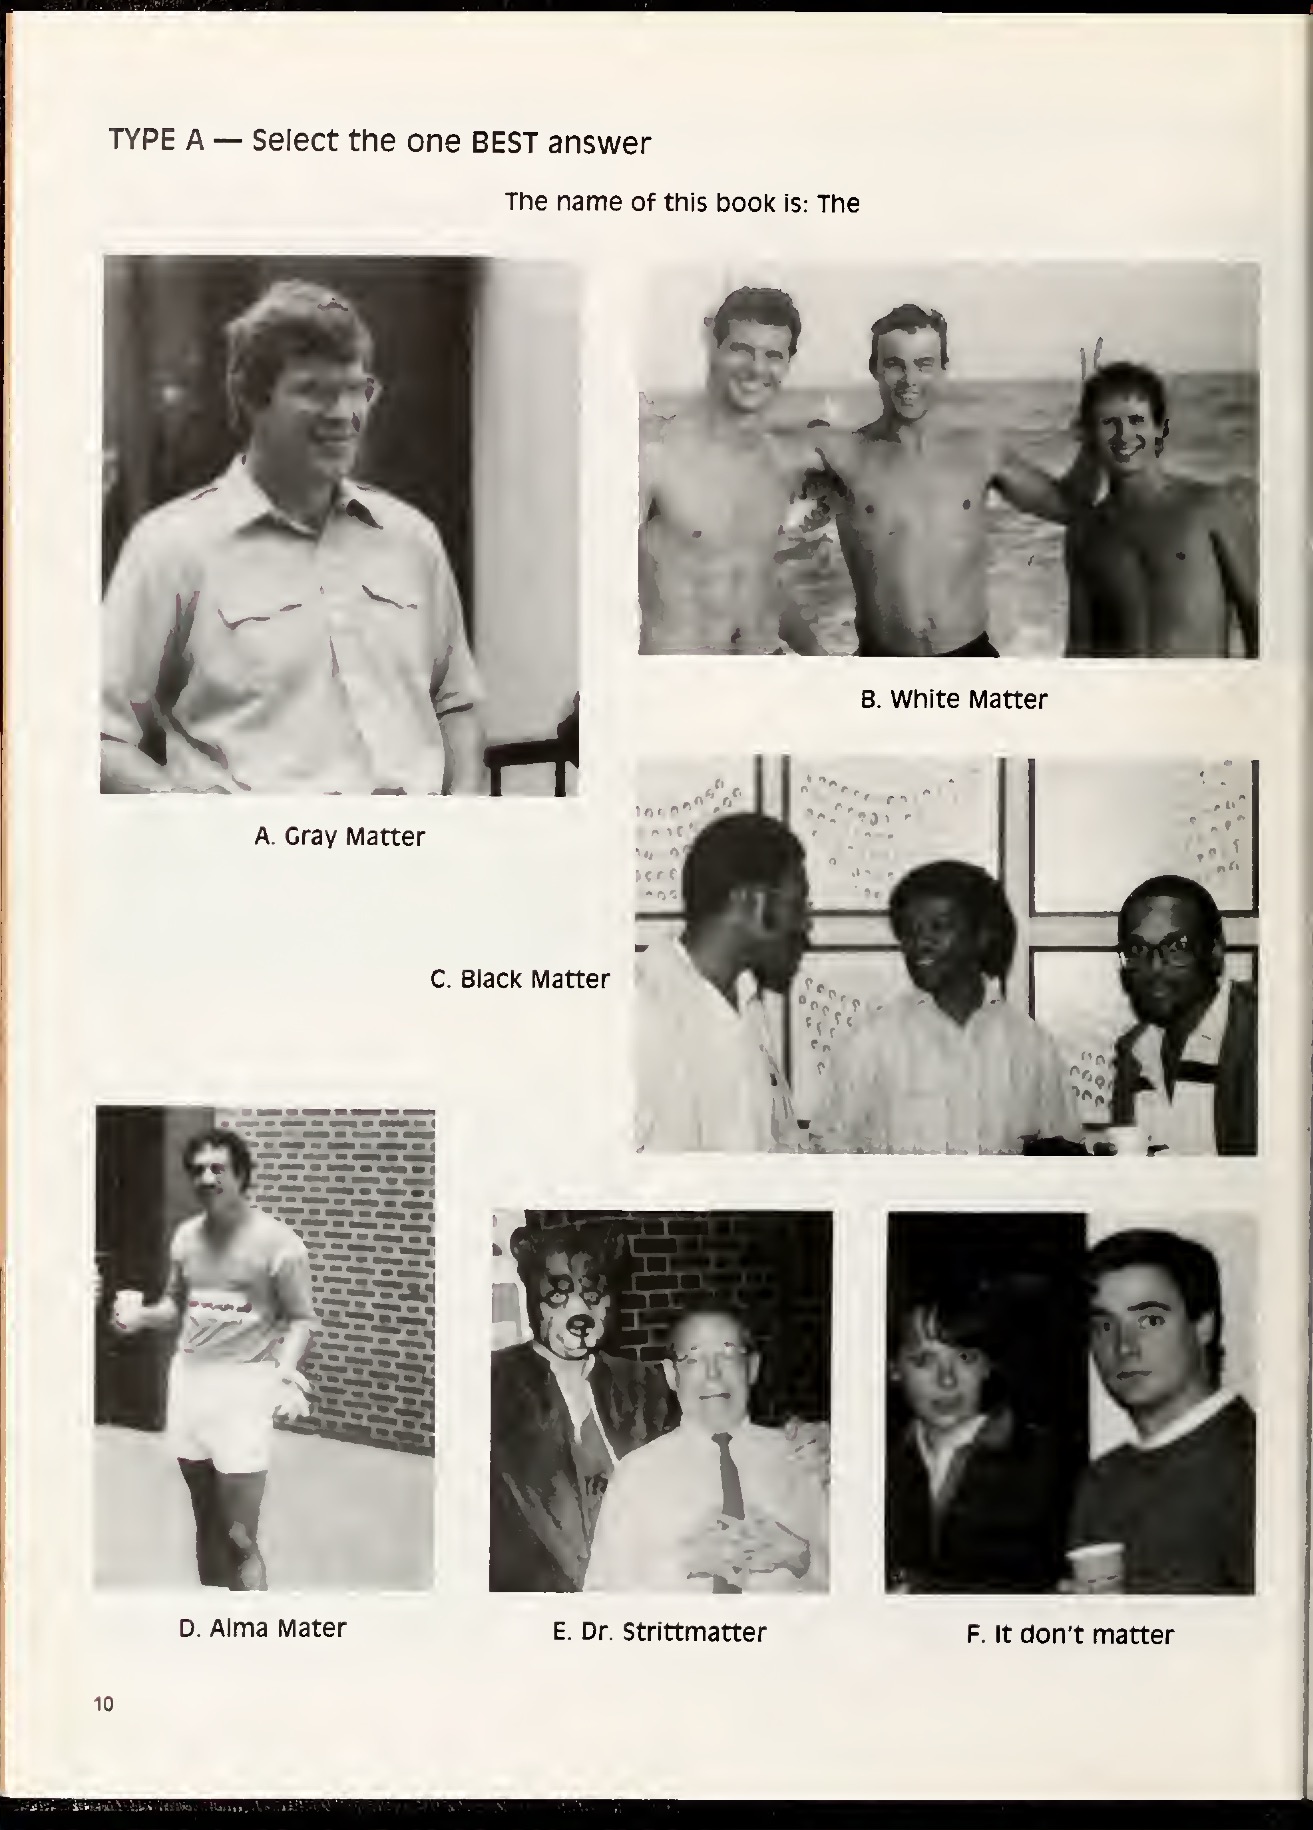 TYPE A — Select the one BEST answer
The name of this book is: The
A. Gray Matter
B. White Matter
C. Black Matter
D. Alma Mater
E. Dr. Strittmatter
F. It don't matter
10